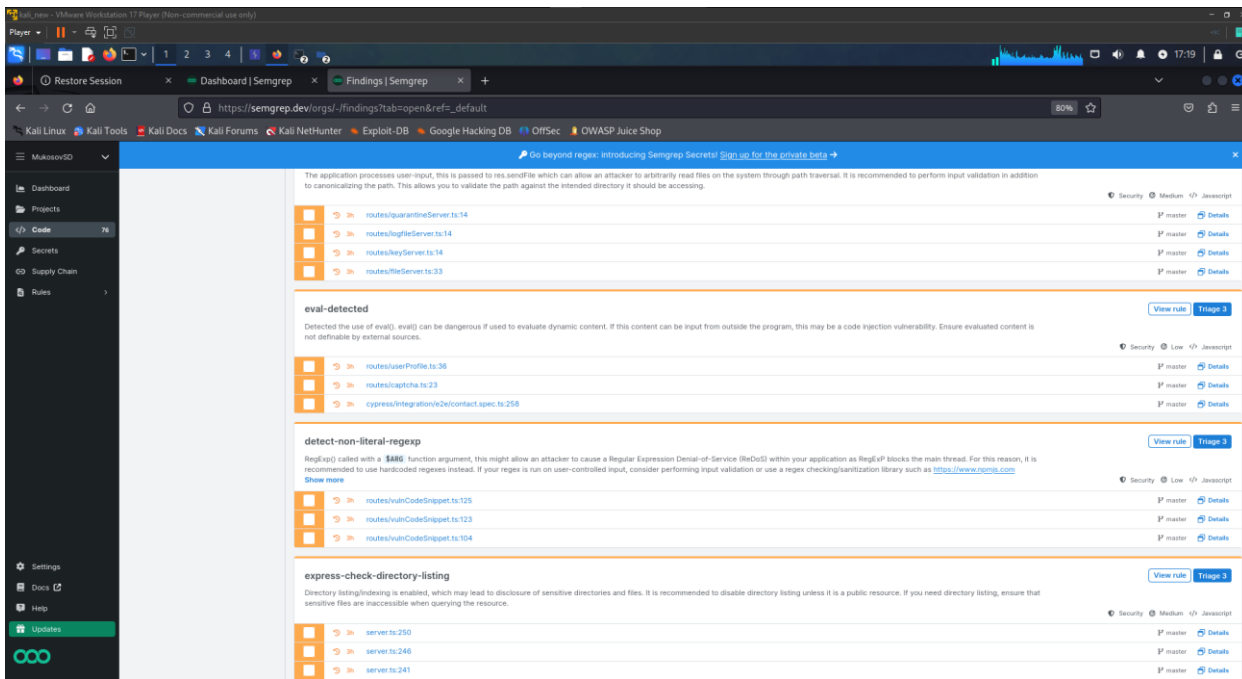 kali_new - VMware Workstation 17 Player (Non-commercial use only)
Player
1 2 3 4
17:19
Restore Session
Dashboard | Semgrep
Findings | Semgrep
https://semgrep.dev/orgs/-/findings?tab=open&ref=_default
80%
Kali Linux Kali Tools Kali Docs Kali Forums Kali NetHunter Exploit-DB Google Hacking DB OffSec OWASP Juice Shop
MukosovSD
Go beyond regex: introducing Semgrep Secrets! Sign up for the private beta →
Dashboard
Projects
Code 76
Secrets
Supply Chain
Rules
Settings
Docs
Help
Updates
The application processes user-input, this is passed to res.sendFile which can allow an attacker to arbitrarily read files on the system through path traversal. It is recommended to perform input validation in addition
to canonicalizing the path. This allows you to validate the path against the intended directory it should be accessing.
Security Medium Javascript
3h routes/quarantineServer.ts:14 master Details
3h routes/logfileServer.ts:14 master Details
3h routes/keyServer.ts:14 master Details
3h routes/fileServer.ts:33 master Details
eval-detected View rule Triage 3
Detected the use of eval(). eval() can be dangerous if used to evaluate dynamic content. If this content can be input from outside the program, this may be a code injection vulnerability. Ensure evaluated content is
not definable by external sources.
Security Low Javascript
3h routes/userProfile.ts:36 master Details
3h routes/captcha.ts:23 master Details
3h cypress/integration/e2e/contact.spec.ts:258 master Details
detect-non-literal-regexp View rule Triage 3
RegExp() called with a $ARG function argument, this might allow an attacker to cause a Regular Expression Denial-of-Service (ReDoS) within your application as RegExP blocks the main thread. For this reason, it is
recommended to use hardcoded regexes instead. If your regex is run on user-controlled input, consider performing input validation or use a regex checking/sanitization library such as https://www.npmjs.com
Show more
Security Low Javascript
3h routes/vulnCodeSnippet.ts:125 master Details
3h routes/vulnCodeSnippet.ts:123 master Details
3h routes/vulnCodeSnippet.ts:104 master Details
express-check-directory-listing View rule Triage 3
Directory listing/indexing is enabled, which may lead to disclosure of sensitive directories and files. It is recommended to disable directory listing unless it is a public resource. If you need directory listing, ensure that
sensitive files are inaccessible when querying the resource.
Security Medium Javascript
3h server.ts:250 master Details
3h server.ts:246 master Details
3h server.ts:241 master Details